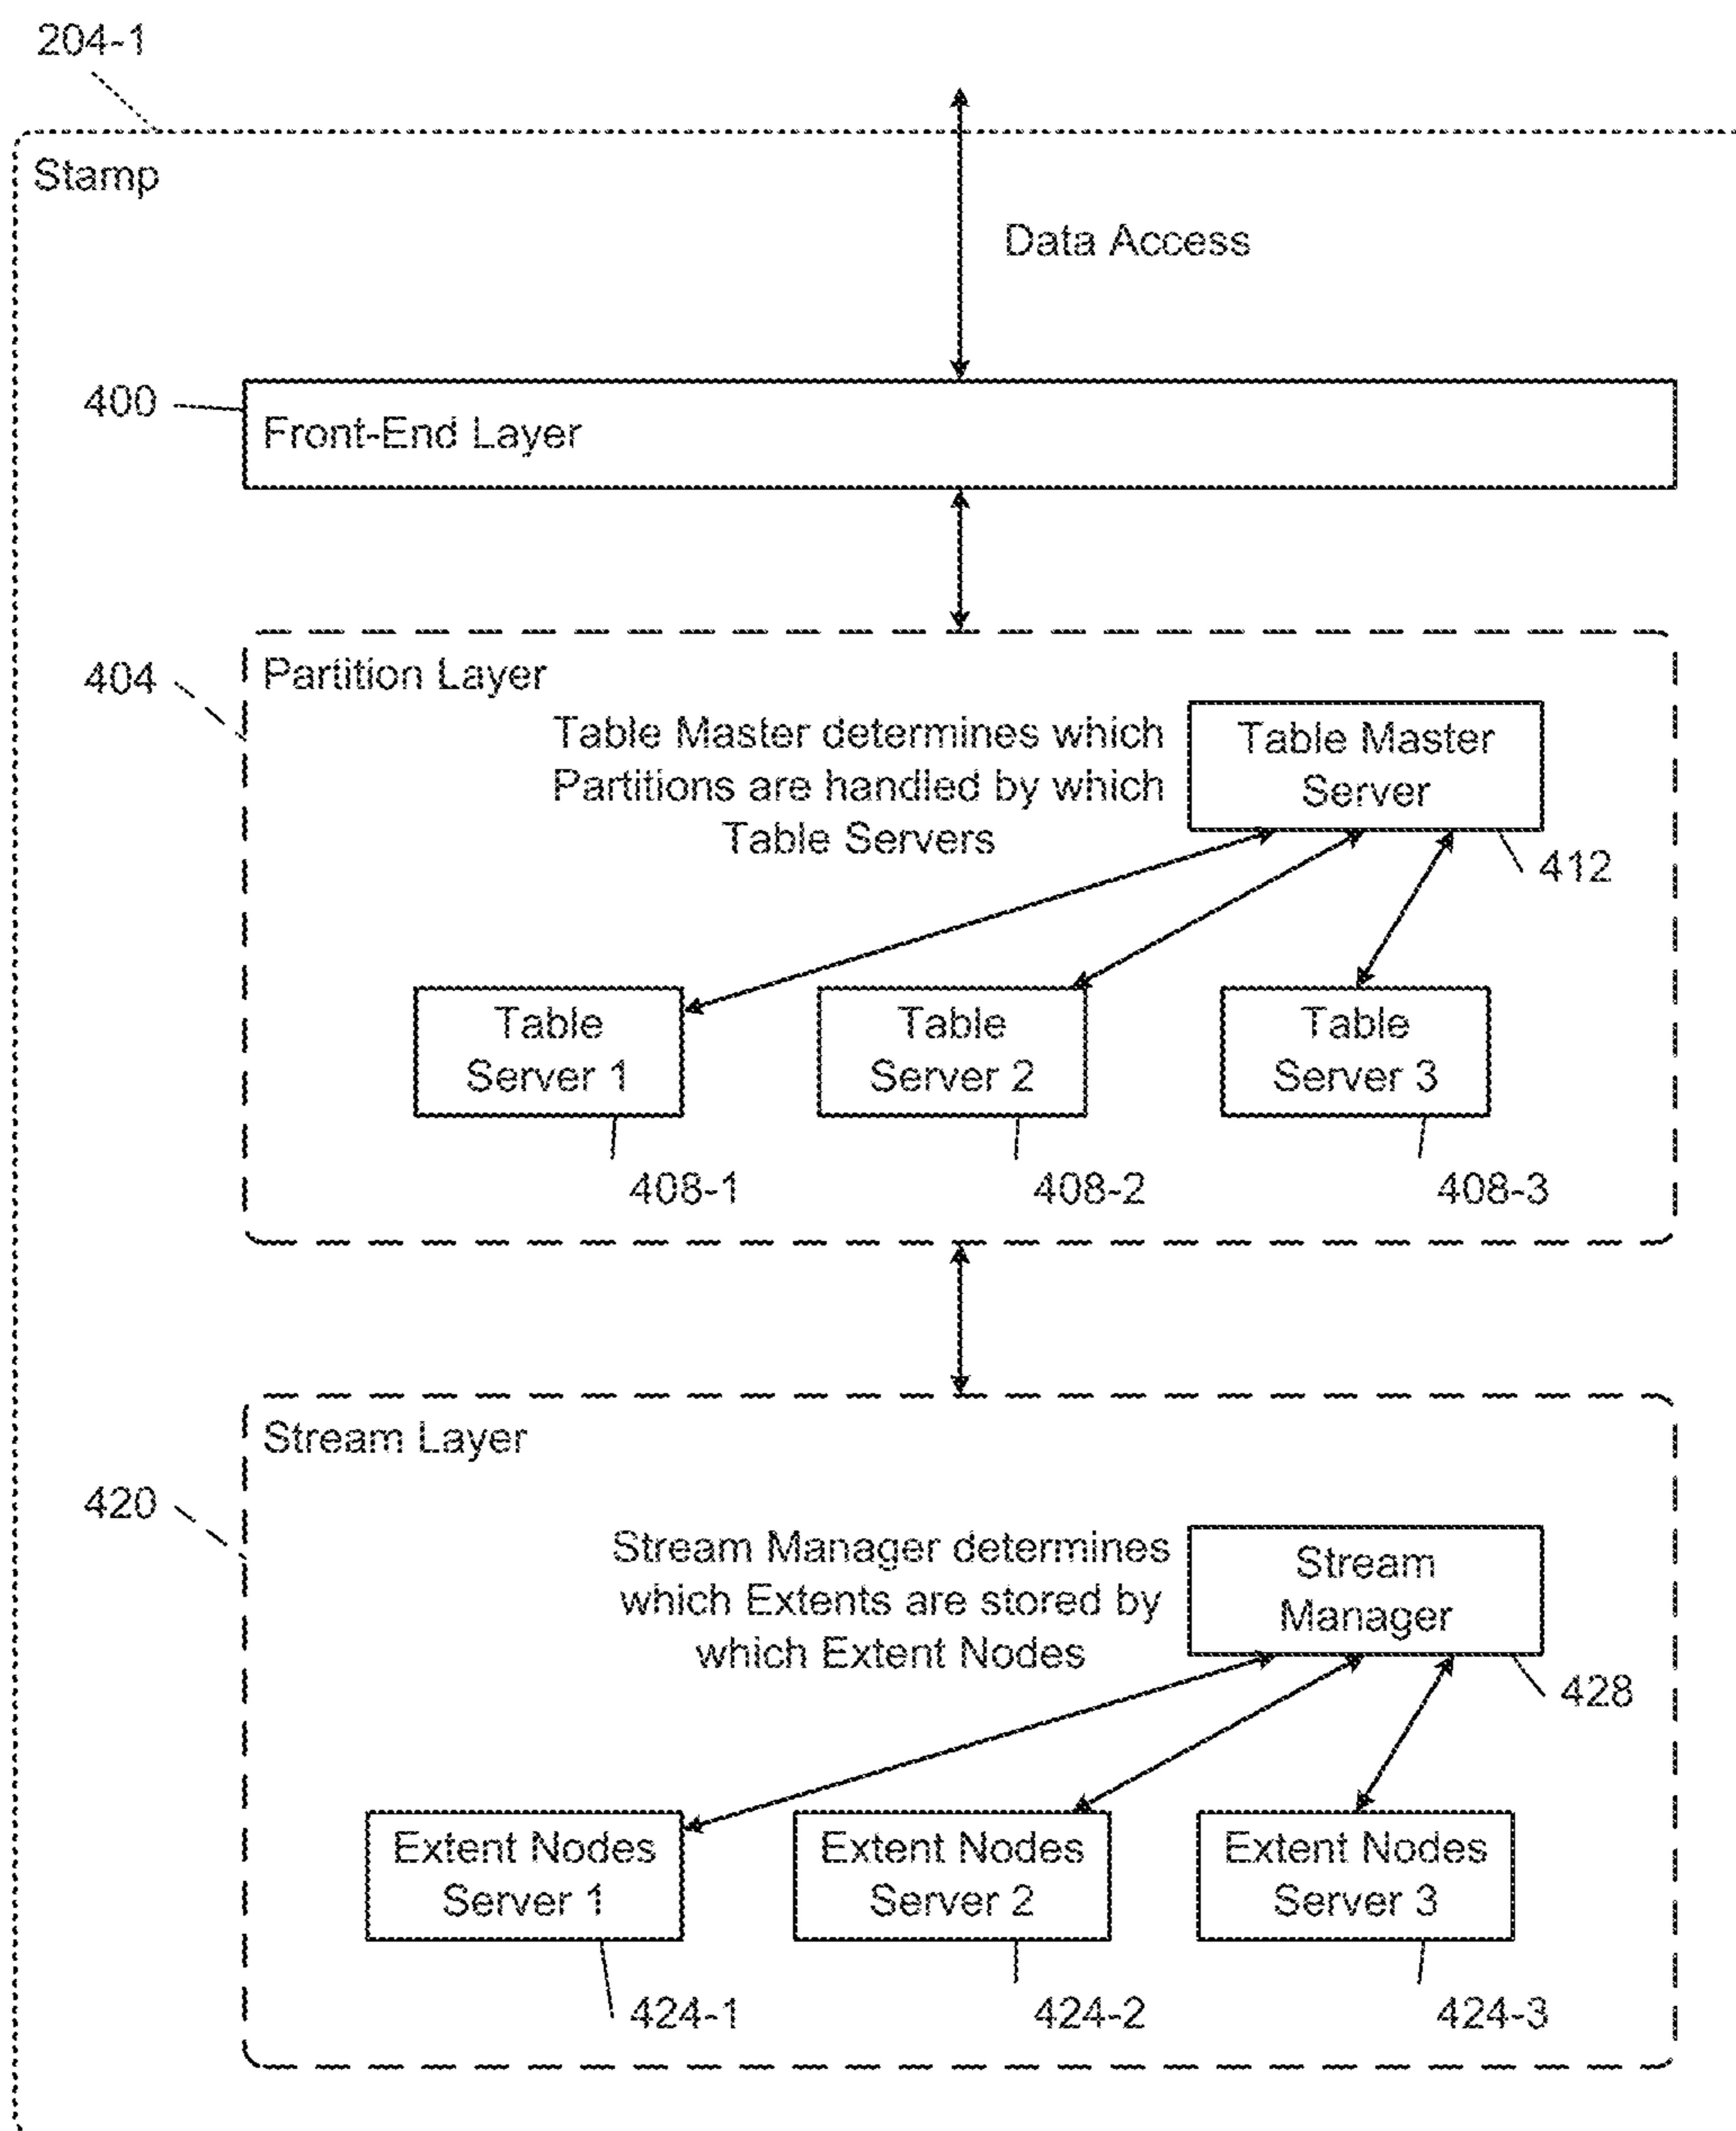 204-1
Stamp
Data Access
400
Front-End Layer
404
Partition Layer
Table Master determines which
Partitions are handled by which
Table Servers
Table Master
Server
412
Table
Server 1
Table
Server 2
Table
Server 3
408-1
408-2
408-3
Stream Layer
420
Stream Manager determines
which Extents are stored by
which Extent Nodes
Stream
Manager
428
Extent Nodes
Server 1
Extent Nodes
Server 2
Extent Nodes
Server 3
424-1
424-2
424-3